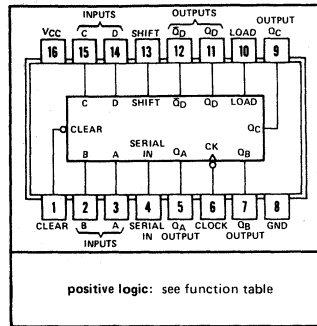 INPUTS OUTPUTS OUTPUT
VCC C D SHIFT Q̅D QD LOAD QC
16 15 14 13 12 11 10 9
C D SHIFT Q̅D QD LOAD
CLEAR QC
SERIAL CK
B A IN QA QB
1 2 3 4 5 6 7 8
CLEAR B A SERIAL QA CLOCK QB GND
INPUTS IN OUTPUT OUTPUT
positive logic: see function table